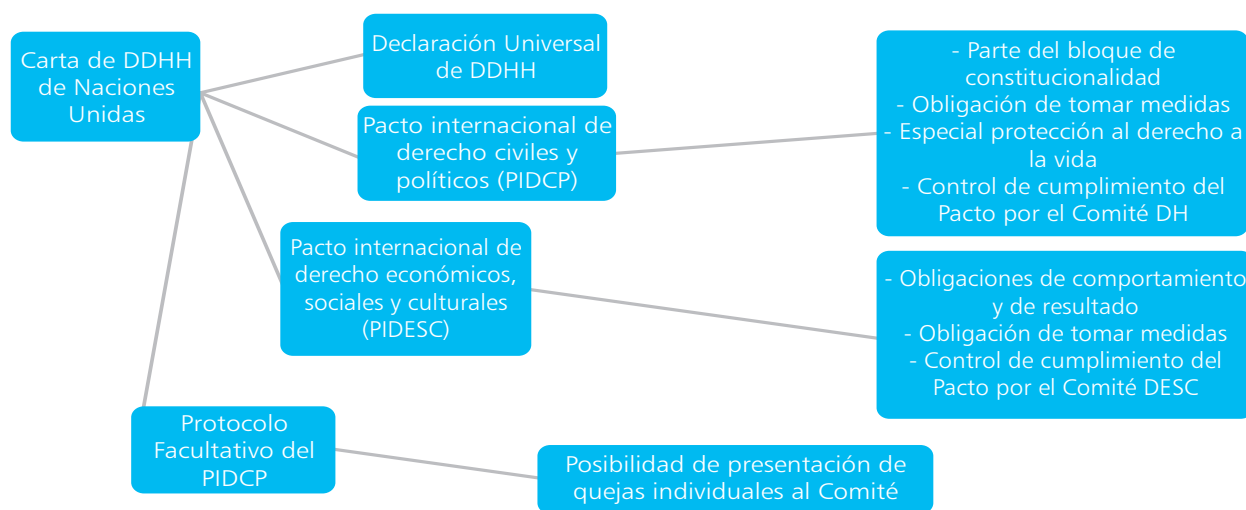 Carta de DDHH
de Naciones
Unidas
Declaración Universal
de DDHH
Pacto internacional de
derecho civiles y
políticos (PIDCP)
- Parte del bloque de
constitucionalidad
- Obligación de tomar medidas
- Especial protección al derecho a
la vida
- Control de cumplimiento del
Pacto por el Comité DH
Pacto internacional de
derecho económicos,
sociales y culturales
(PIDESC)
- Obligaciones de comportamiento
y de resultado
- Obligación de tomar medidas
- Control de cumplimiento del
Pacto por el Comité DESC
Protocolo
Facultativo del
PIDCP
Posibilidad de presentación de
quejas individuales al Comité